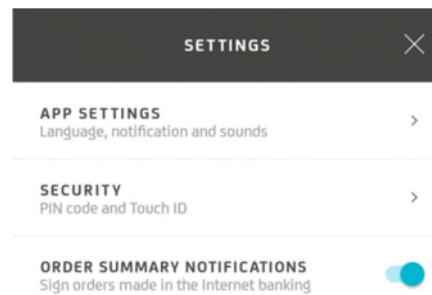 SETTINGS
APP SETTINGS
Language, notification and sounds
SECURITY
PIN code and Touch ID
ORDER SUMMARY NOTIFICATIONS
Sign orders made in the Internet banking